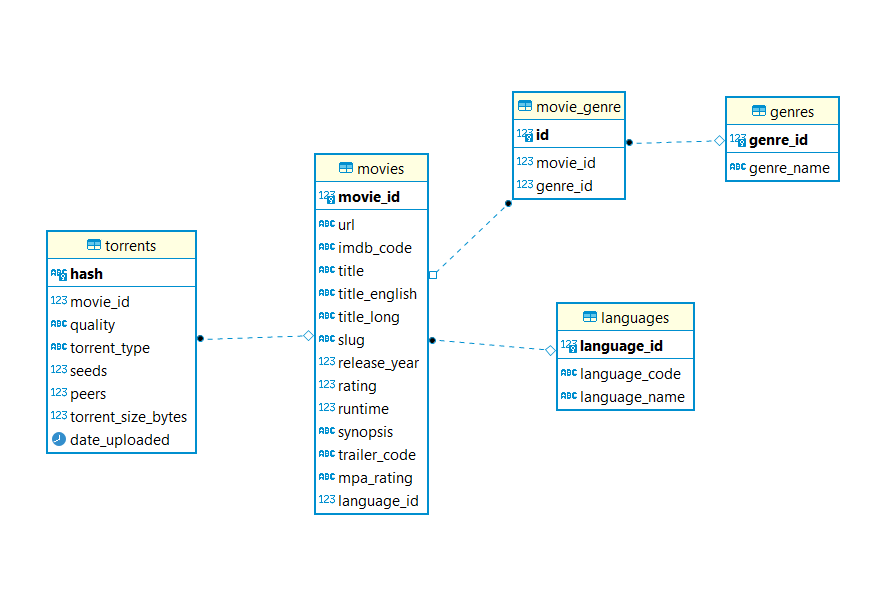 torrents
ABC hash
123 movie_id
ABC quality
ABC torrent_type
123 seeds
123 peers
123 torrent_size_bytes
date_uploaded
movies
123 movie_id
ABC url
ABC imdb_code
ABC title
ABC title_english
ABC title_long
ABC slug
123 release_year
123 rating
123 runtime
ABC synopsis
ABC trailer_code
ABC mpa_rating
123 language_id
movie_genre
123 id
123 movie_id
123 genre_id
genres
123 genre_id
ABC genre_name
languages
123 language_id
ABC language_code
ABC language_name